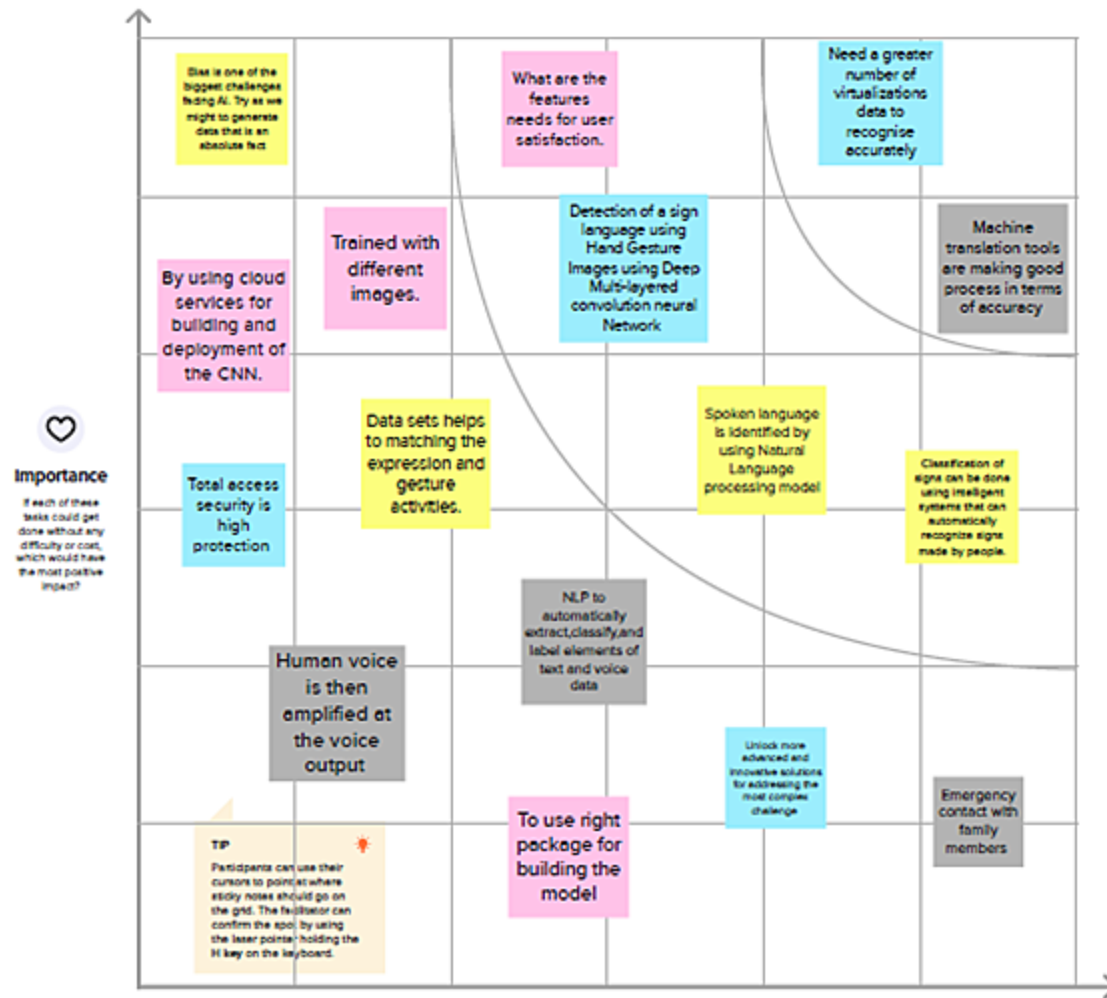 Bias is one of the
biggest challenges
facing AI. Try as we
might to generate
data that is an
absolute fact
What are the
features
needs for user
satisfaction.
Need a greater
number of
virtualizations
data to
recognise
accurately
By using cloud
services for
building and
deployment of
the CNN.
Trained with
different
images.
Detection of a sign
language using
Hand Gesture
Images using Deep
Multi-layered
convolution neural
Network
Machine
translation tools
are making good
process in terms
of accuracy
Importance
If each of these
tasks could get
done without any
difficulty or cost,
which would have
the most positive
impact?
Total access
security is
high
protection
Data sets helps
to matching the
expression and
gesture
activities.
Spoken language
is identified by
using Natural
Language
processing model
Classification of
signs can be done
using intelligent
systems that can
automatically
recognize signs
made by people.
Human voice
is then
amplified at
the voice
output
NLP to
automatically
extract,classify,and
label elements of
text and voice
data
Unlock more
advanced and
innovative solutions
for addressing the
most complex
challenge
Emergency
contact with
family
members
To use right
package for
building the
model
TIP
Participants can use their
cursors to point at where
sticky notes should go on
the grid. The facilitator can
confirm the spot by using
the laser pointer holding the
H key on the keyboard.